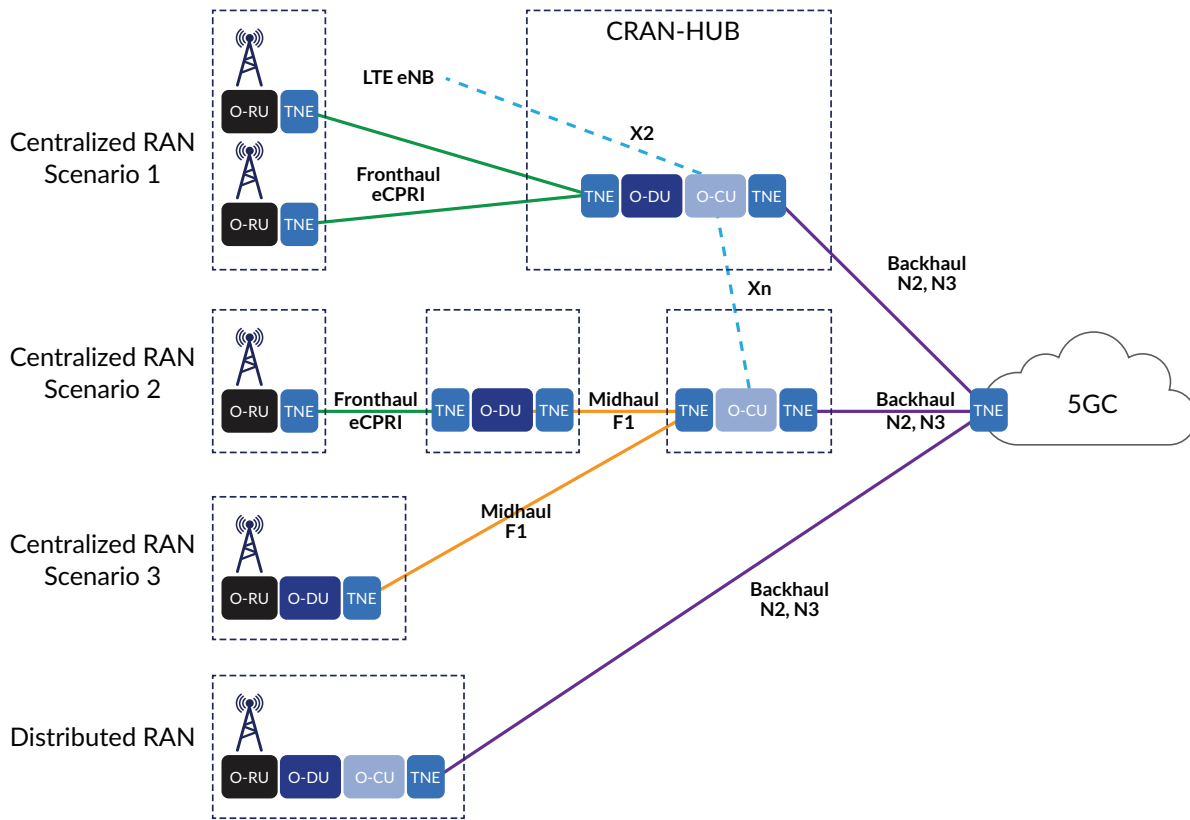 CRAN-HUB
LTE eNB
X2
O-RU TNE
Centralized RAN
Scenario 1
Fronthaul
eCPRI
TNE O-DU O-CU TNE
O-RU TNE
Backhaul
N2, N3
Xn
Centralized RAN
Scenario 2
O-RU TNE
Fronthaul
eCPRI
TNE O-DU TNE
Midhaul
F1
TNE O-CU TNE
Backhaul
N2, N3
TNE
5GC
Midhaul
F1
Centralized RAN
Scenario 3
O-RU O-DU TNE
Backhaul
N2, N3
Distributed RAN
O-RU O-DU O-CU TNE